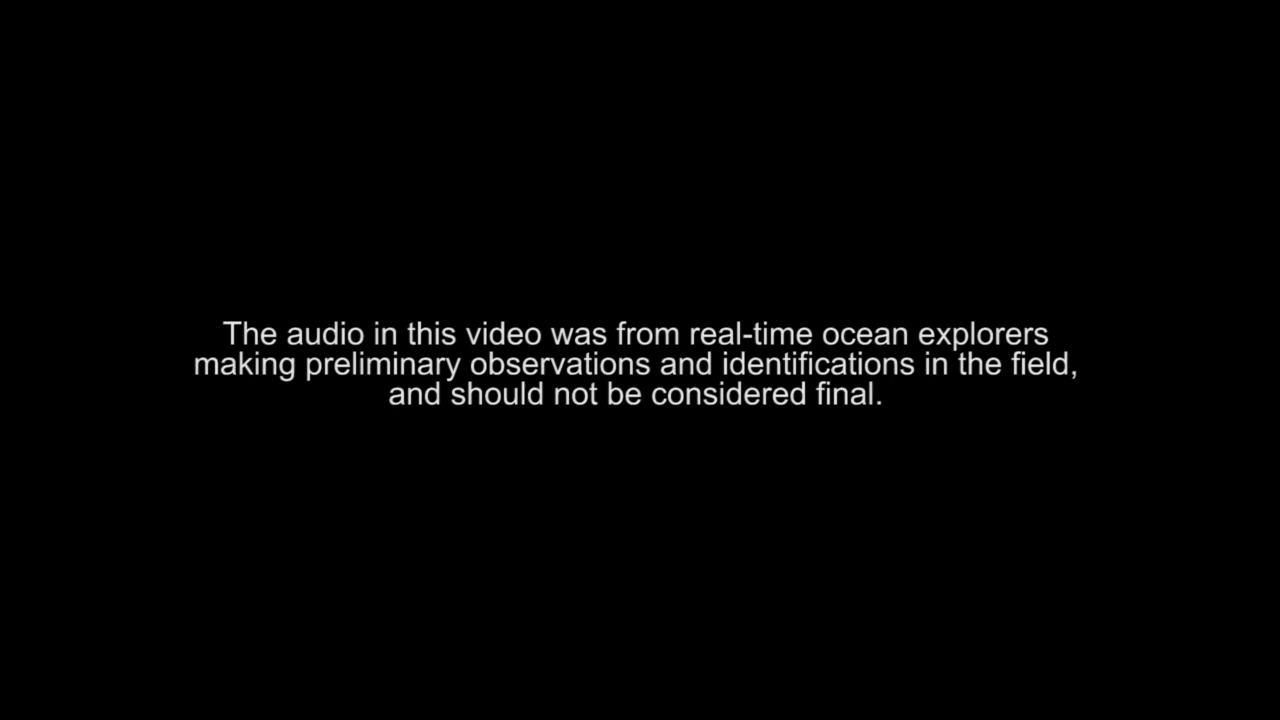 The audio in this video was from real-time ocean explorers
making preliminary observations and identifications in the field,
and should not be considered final.